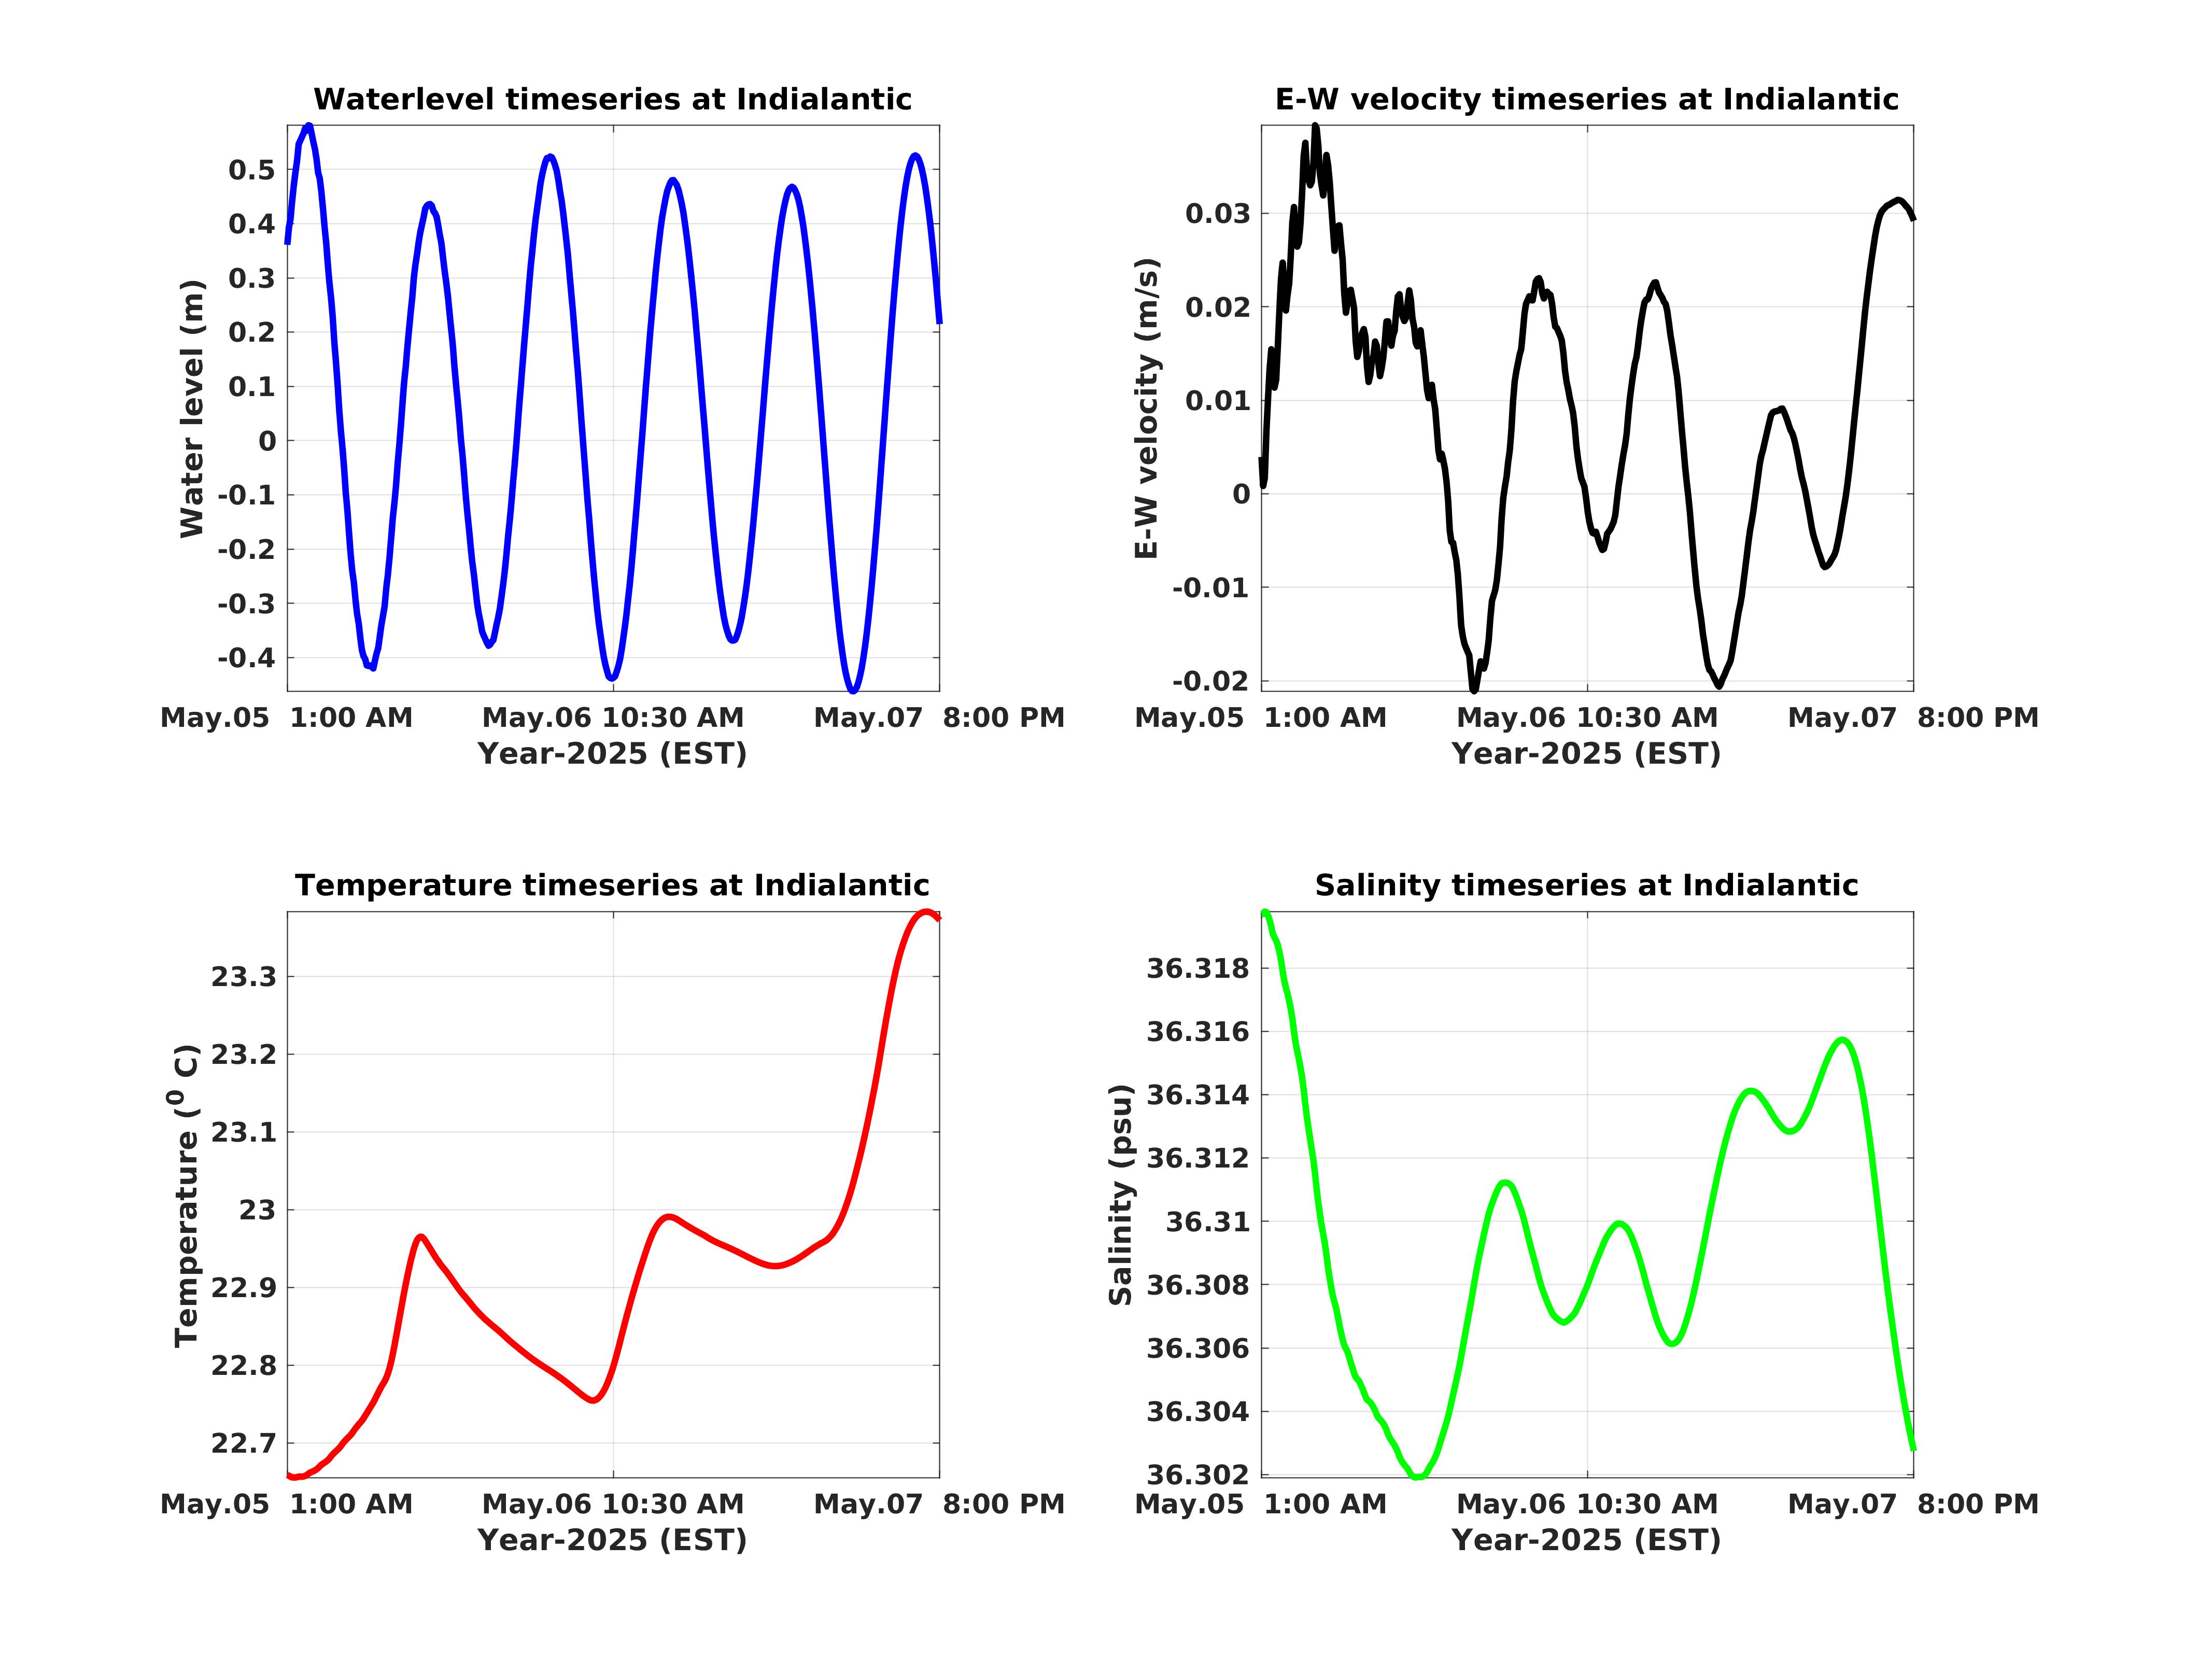 Waterlevel timeseries at Indialantic
Water level (m)
0.5
0.4
0.3
0.2
0.1
0
-0.1
-0.2
-0.3
-0.4
May.05 1:00 AM
May.06 10:30 AM
May.07 8:00 PM
Year-2025 (EST)
E-W velocity timeseries at Indialantic
E-W velocity (m/s)
0.03
0.02
0.01
0
-0.01
-0.02
May.05 1:00 AM
May.06 10:30 AM
May.07 8:00 PM
Year-2025 (EST)
Temperature timeseries at Indialantic
Temperature (⁰ C)
23.3
23.2
23.1
23
22.9
22.8
22.7
May.05 1:00 AM
May.06 10:30 AM
May.07 8:00 PM
Year-2025 (EST)
Salinity timeseries at Indialantic
Salinity (psu)
36.318
36.316
36.314
36.312
36.31
36.308
36.306
36.304
36.302
May.05 1:00 AM
May.06 10:30 AM
May.07 8:00 PM
Year-2025 (EST)